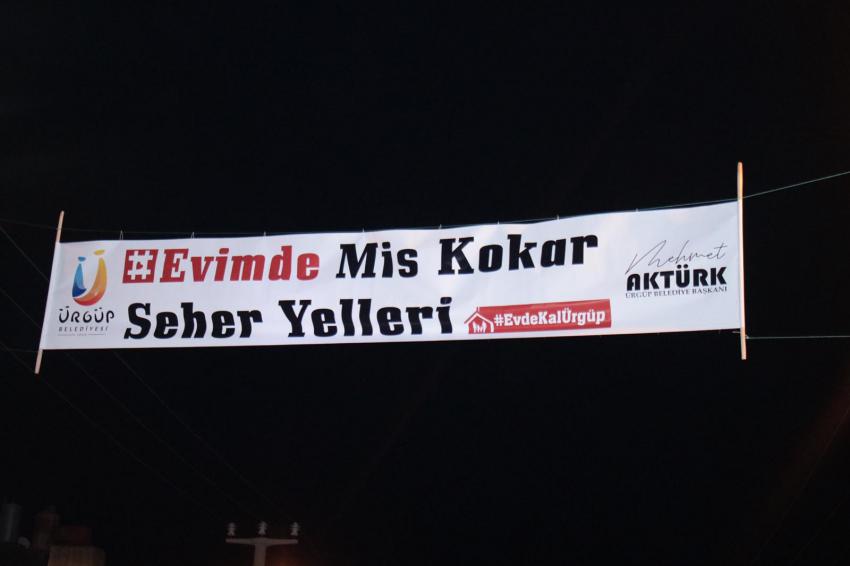 #Evimde Mis Kokar
Seher Yelleri
#EvdeKalÜrgüp
ÜRGÜP
BELEDİYESİ
Mehmet
AKTÜRK
ÜRGÜP BELEDİYE BAŞKANI